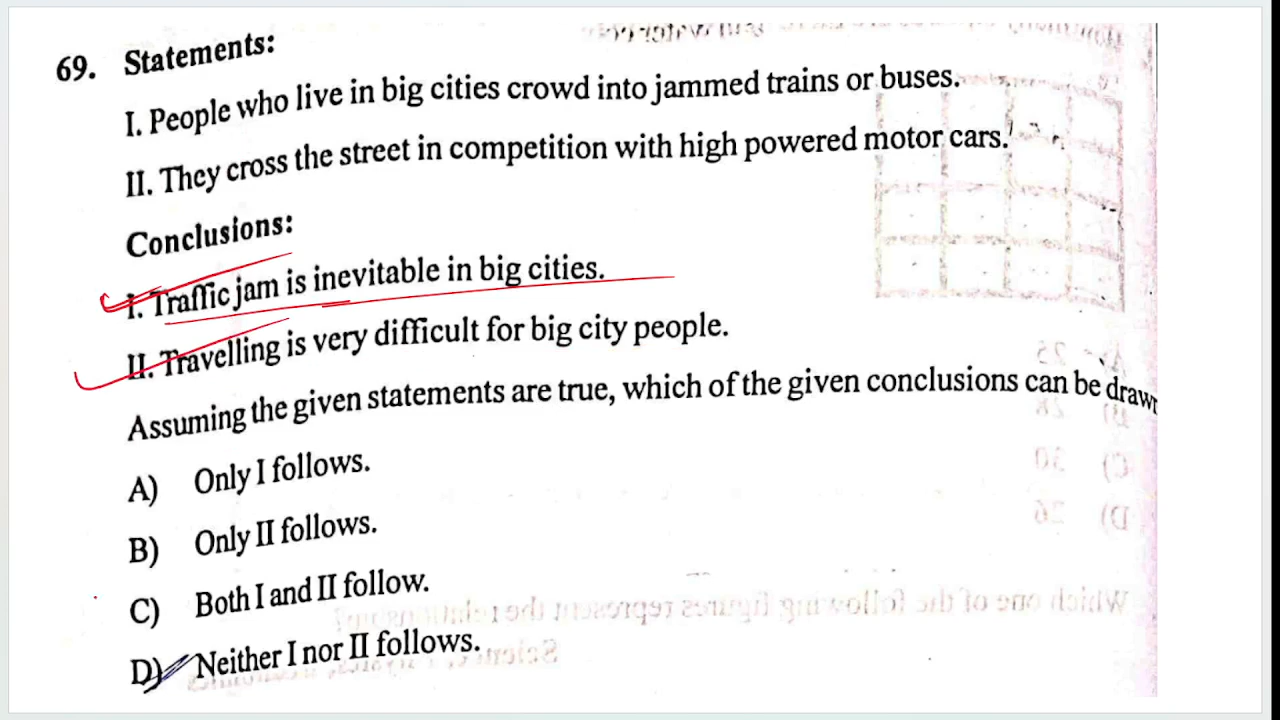 69. Statements:
I. People who live in big cities crowd into jammed trains or buses.
II. They cross the street in competition with high powered motor cars.
Conclusions:
I. Traffic jam is inevitable in big cities.
II. Travelling is very difficult for big city people.
Assuming the given statements are true, which of the given conclusions can be drawn
A) Only I follows.
B) Only II follows.
C) Both I and II follow.
D) Neither I nor II follows.